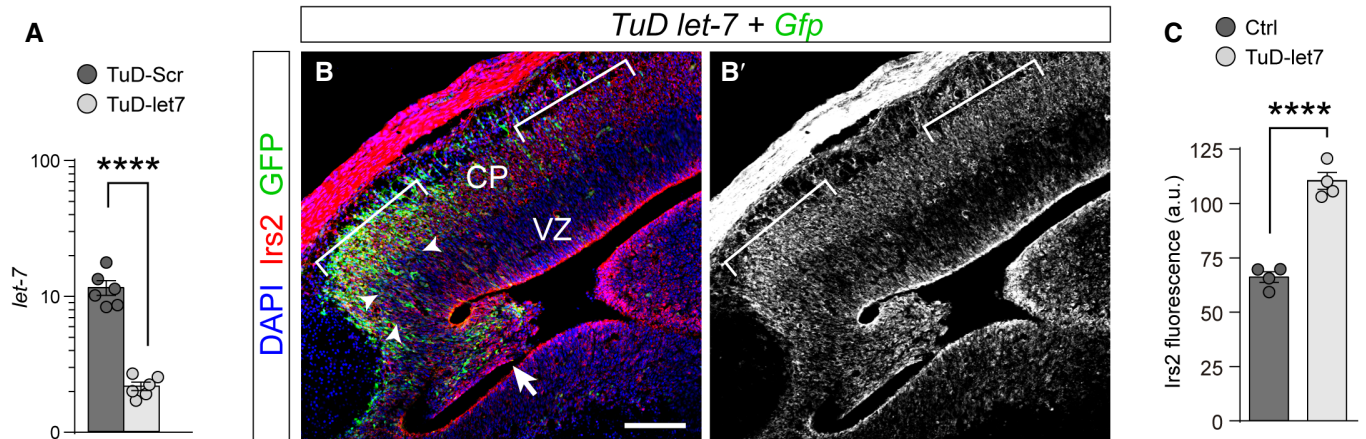 A
TuD-Scr
TuD-let7
let-7
100
10
0
****
TuD let-7 + Gfp
DAPI Irs2 GFP
B
CP
VZ
B′
C
Ctrl
TuD-let7
****
Irs2 fluorescence (a.u.)
125
100
75
50
25
0